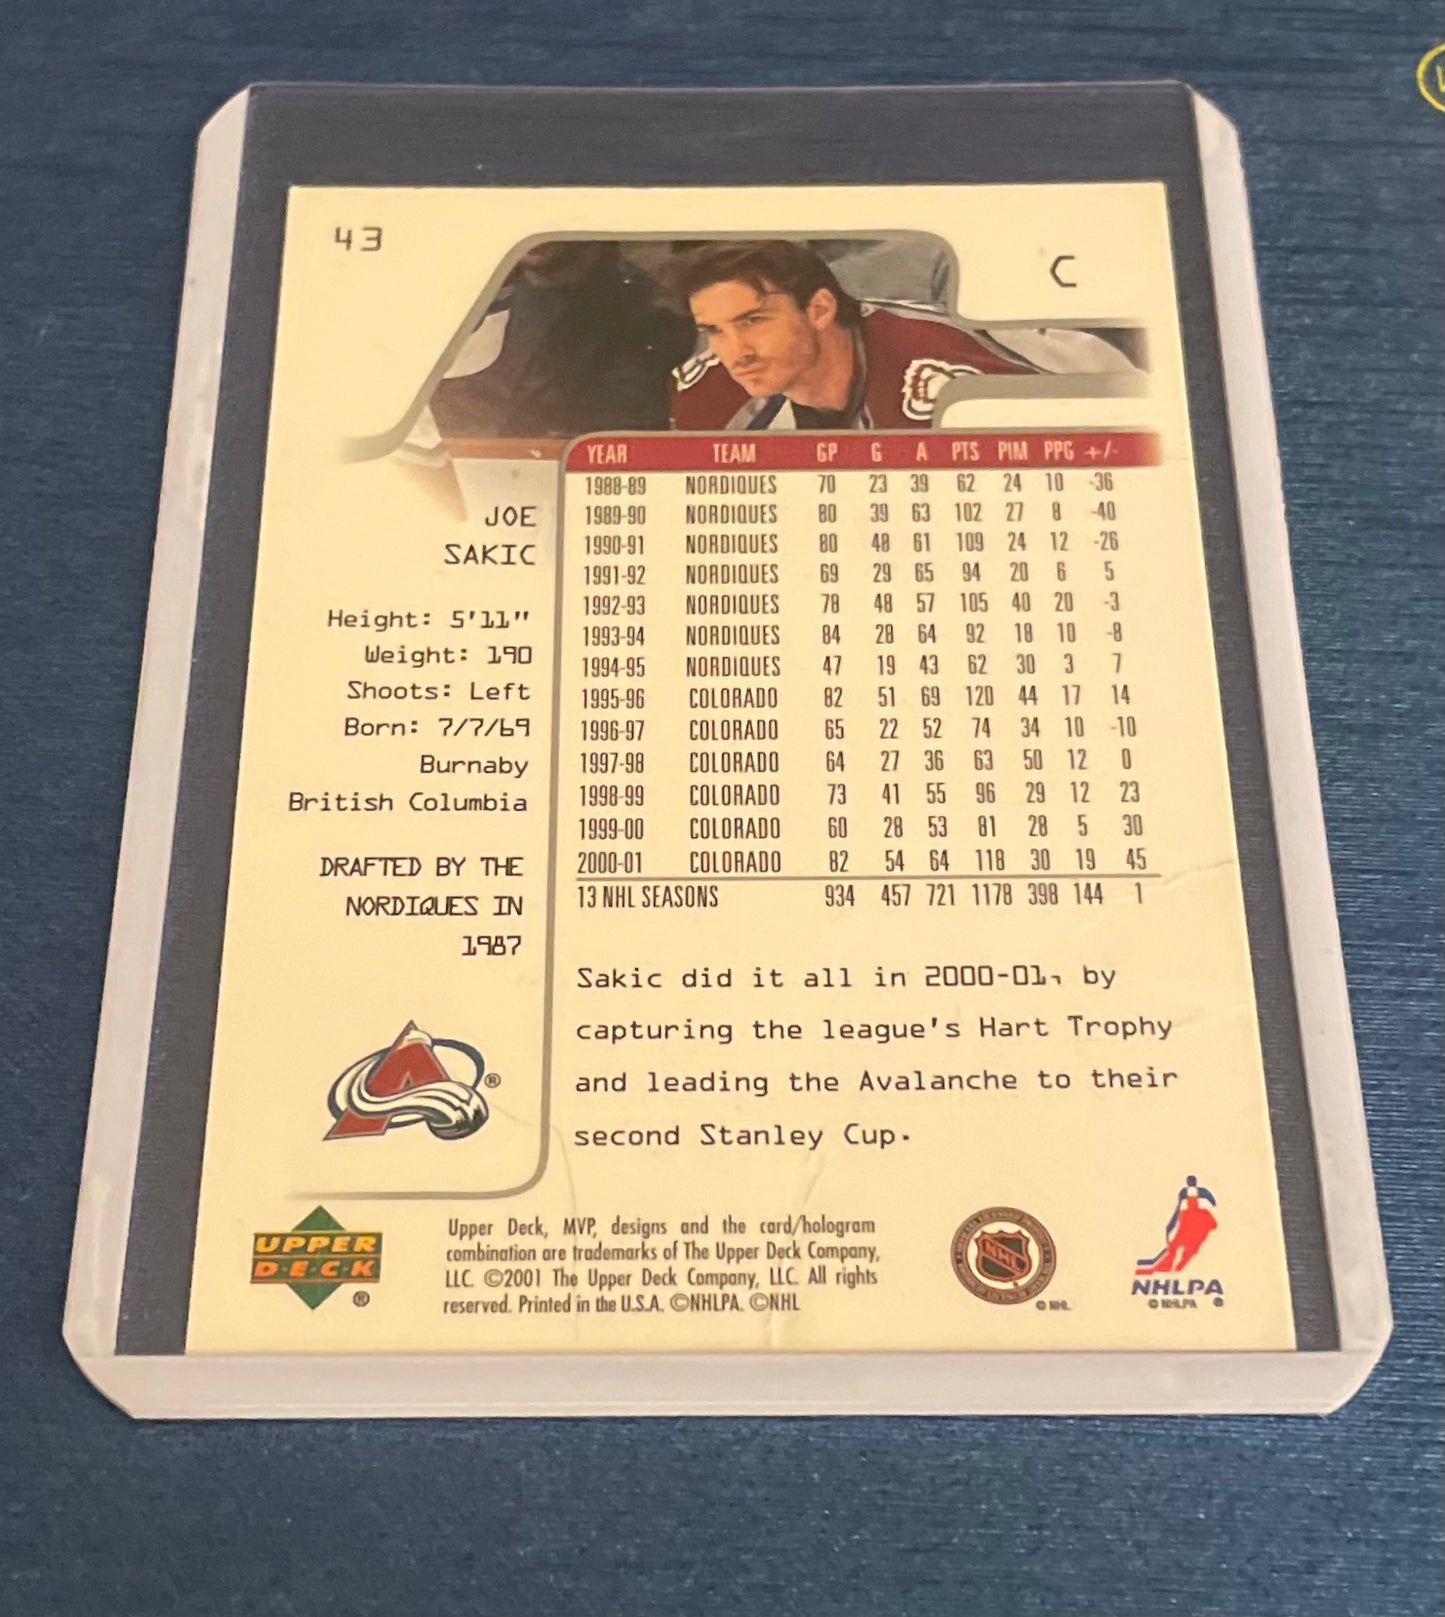 43
C
JOE
SAKIC
Height: 5'11"
Weight: 190
Shoots: Left
Born: 7/7/69
Burnaby
British Columbia
DRAFTED BY THE
NORDIQUES IN
1987
YEAR TEAM GP G A PTS PIM PPG +/-
1988-89 NORDIQUES 70 23 39 62 24 10 -36
1989-90 NORDIQUES 80 39 63 102 27 8 -40
1990-91 NORDIQUES 80 48 61 109 24 12 -26
1991-92 NORDIQUES 69 29 65 94 20 6 5
1992-93 NORDIQUES 78 48 57 105 40 20 -3
1993-94 NORDIQUES 84 28 64 92 18 10 -8
1994-95 NORDIQUES 47 19 43 62 30 3 7
1995-96 COLORADO 82 51 69 120 44 17 14
1996-97 COLORADO 65 22 52 74 34 10 -10
1997-98 COLORADO 64 27 36 63 50 12 0
1998-99 COLORADO 73 41 55 96 29 12 23
1999-00 COLORADO 60 28 53 81 28 5 30
2000-01 COLORADO 82 54 64 118 30 19 45
13 NHL SEASONS 934 457 721 1178 398 144 1
Sakic did it all in 2000-01, by
capturing the league's Hart Trophy
and leading the Avalanche to their
second Stanley Cup.
®
UPPER
D·E·C·K
®
Upper Deck, MVP, designs and the card/hologram
combination are trademarks of The Upper Deck Company,
LLC. ©2001 The Upper Deck Company, LLC. All rights
reserved. Printed in the U.S.A. ©NHLPA. ©NHL
NHL
© NHL
NHLPA
© NHLPA